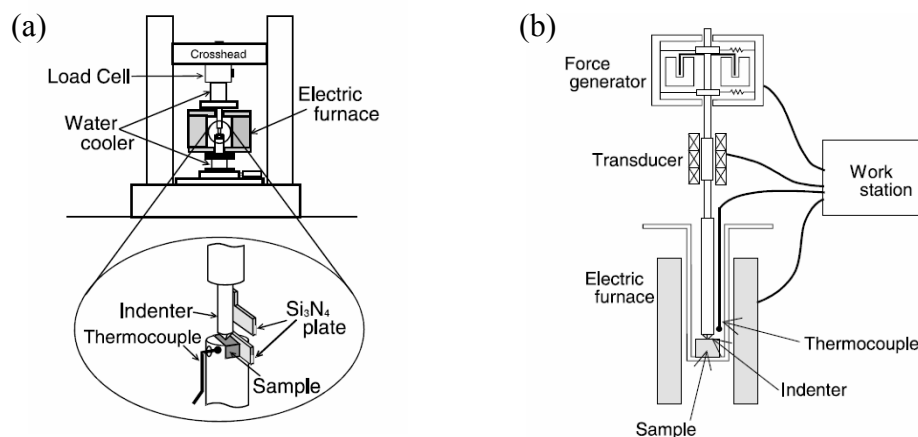 (a)
Crosshead
Load Cell
Water
cooler
Electric
furnace
Indenter
Thermocouple
Si₃N₄
plate
Sample
(b)
Force
generator
Transducer
Work
station
Electric
furnace
Thermocouple
Indenter
Sample